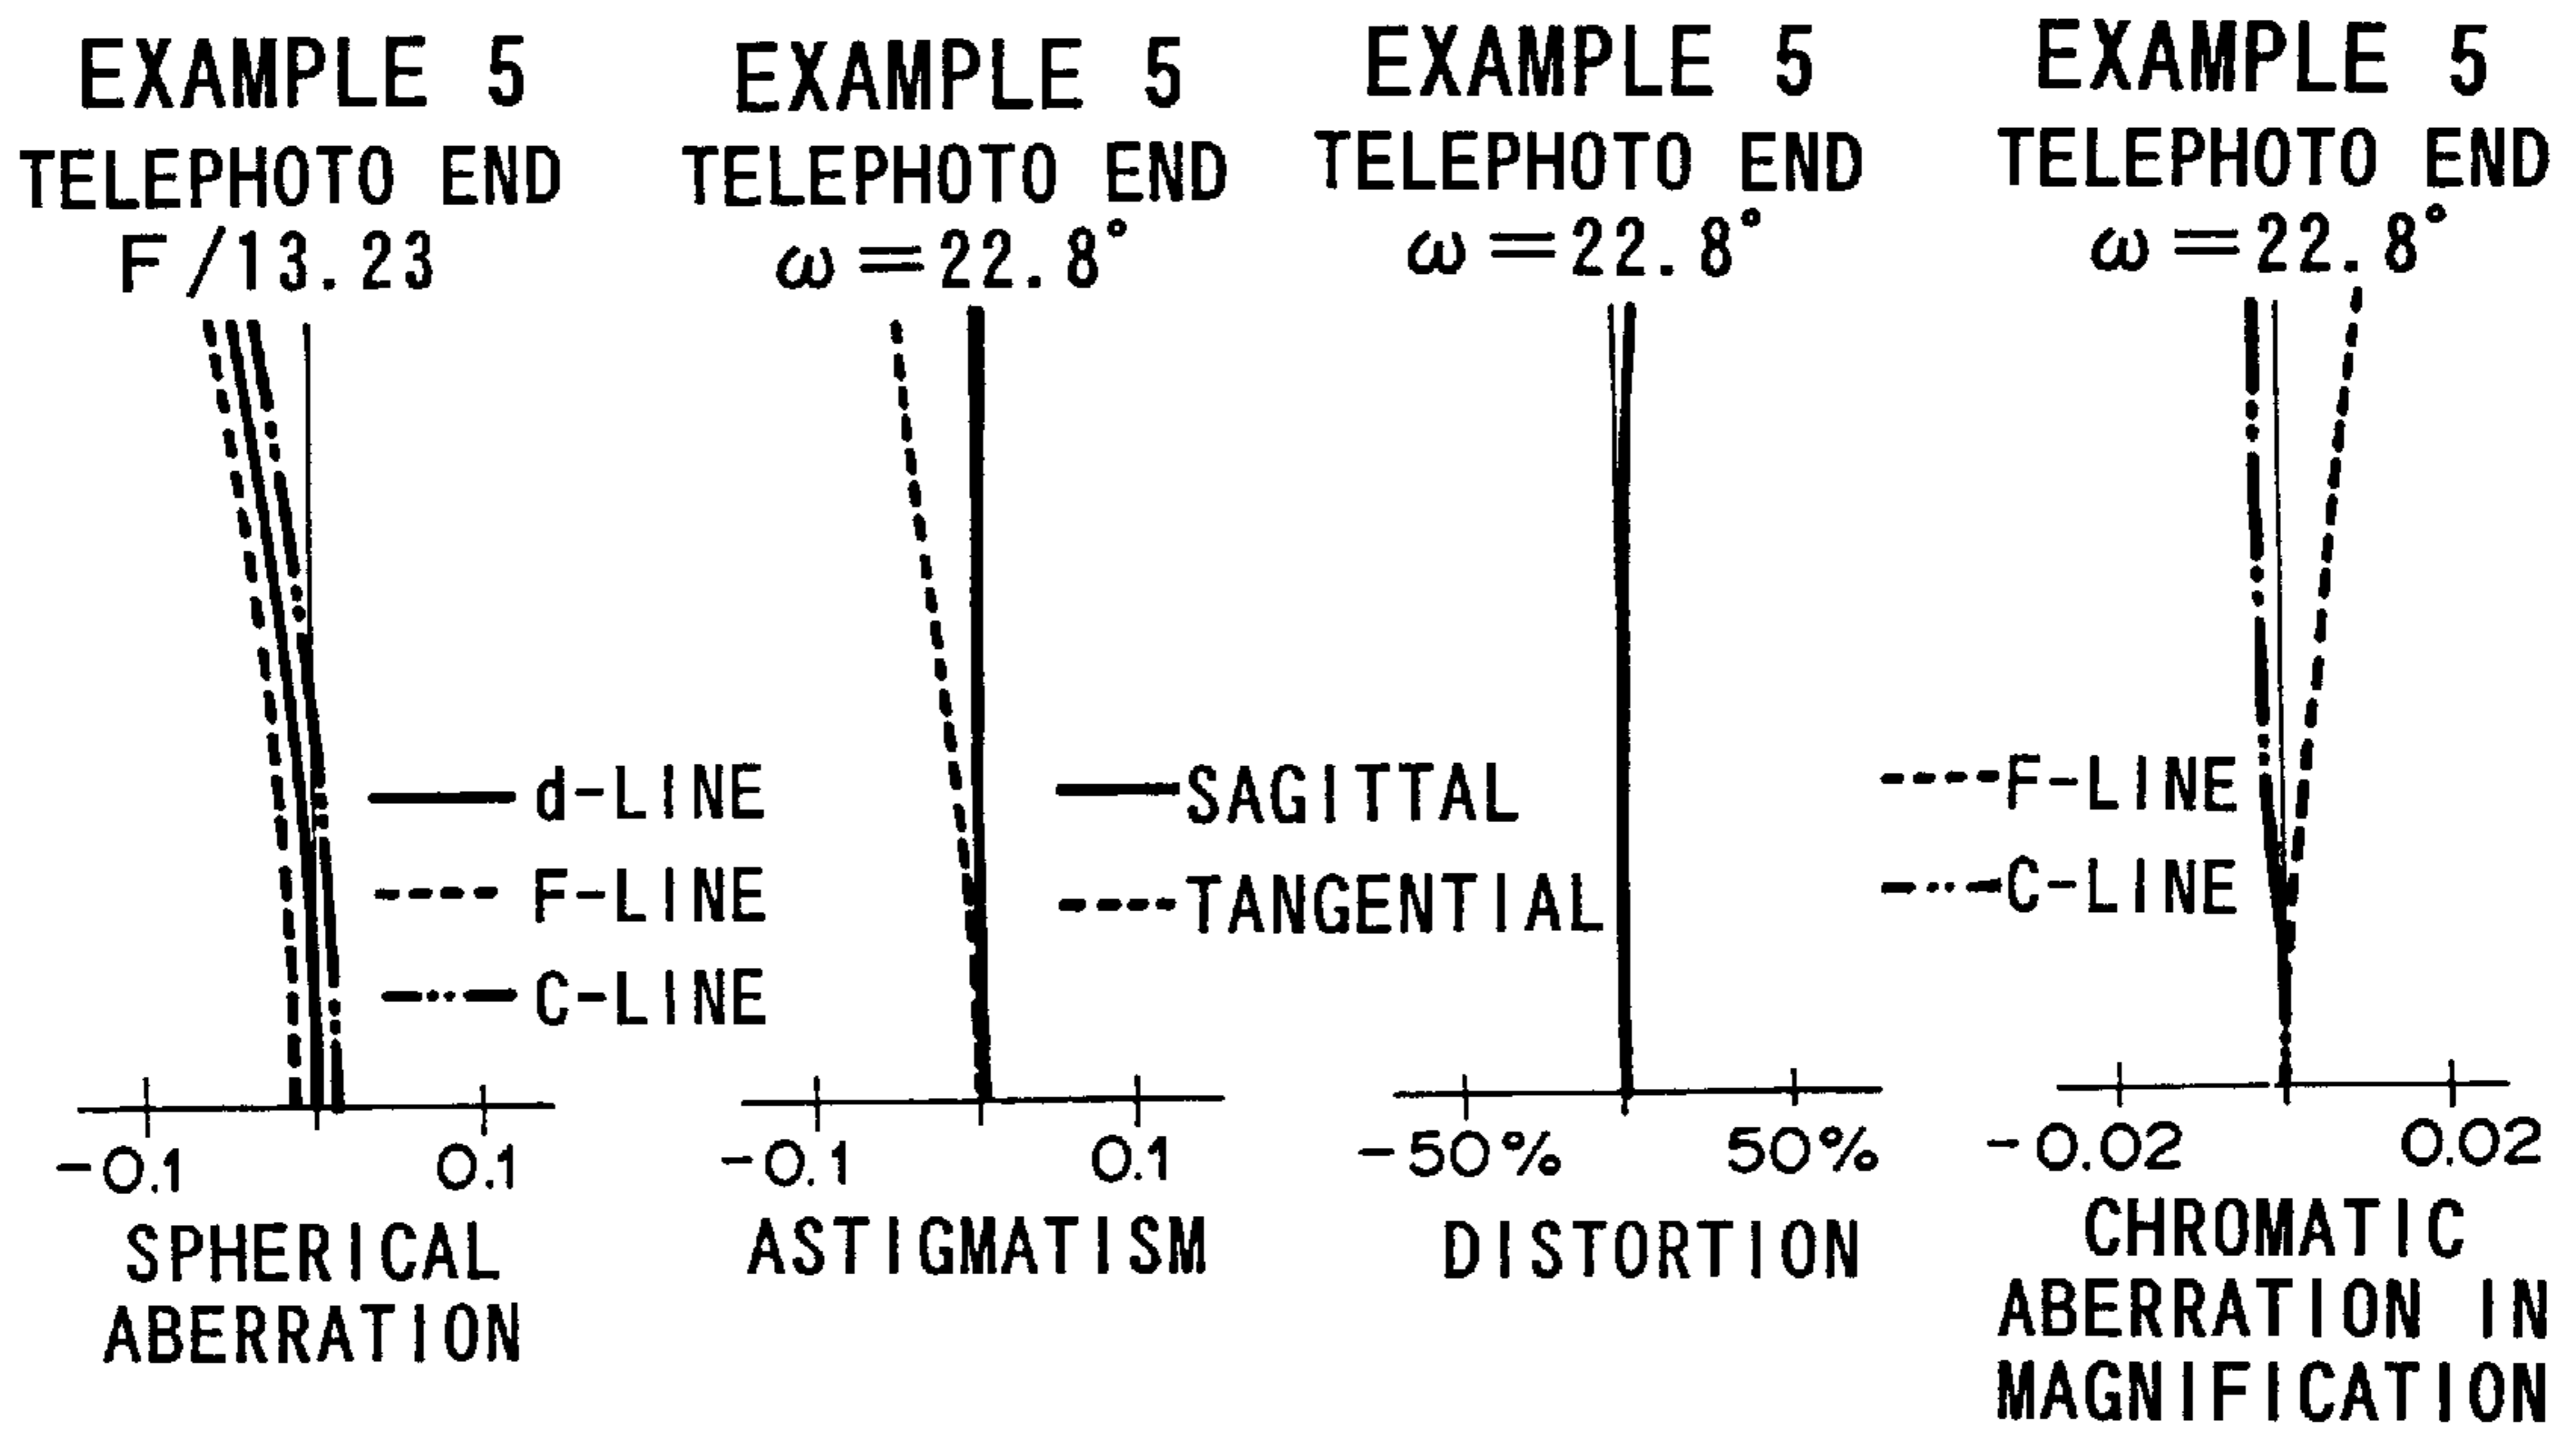 EXAMPLE 5
TELEPHOTO END
F/13.23
d-LINE
F-LINE
C-LINE
-0.1
0.1
SPHERICAL
ABERRATION
EXAMPLE 5
TELEPHOTO END
ω=22.8°
SAGITTAL
TANGENTIAL
-0.1
0.1
ASTIGMATISM
EXAMPLE 5
TELEPHOTO END
ω=22.8°
-50%
50%
DISTORTION
EXAMPLE 5
TELEPHOTO END
ω=22.8°
F-LINE
C-LINE
-0.02
0.02
CHROMATIC
ABERRATION IN
MAGNIFICATION